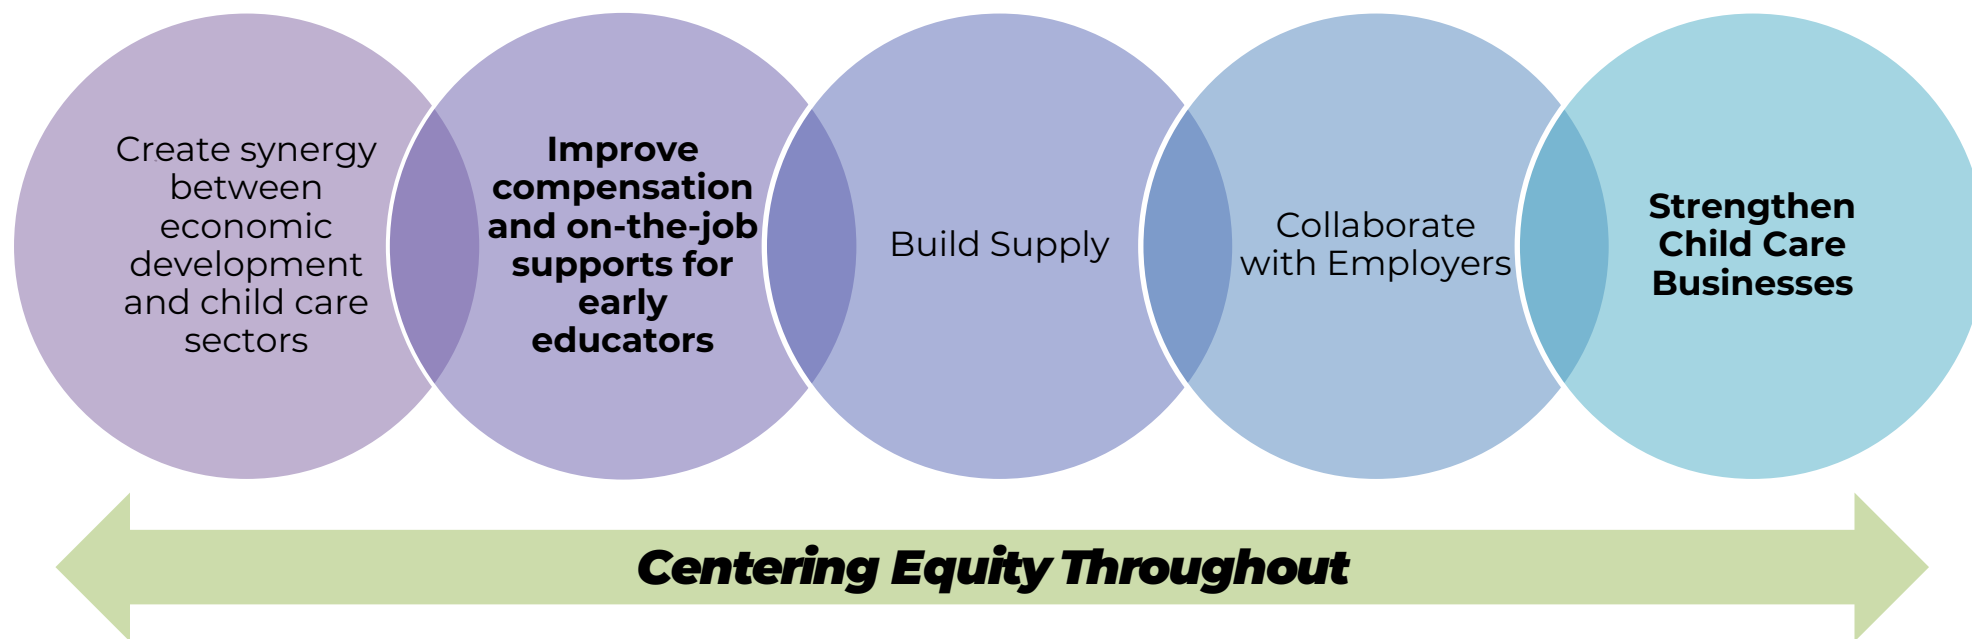 Create synergy
between
economic
development
and child care
sectors
Improve
compensation
and on-the-job
supports for
early
educators
Build Supply
Collaborate
with Employers
Strengthen
Child Care
Businesses
Centering Equity Throughout